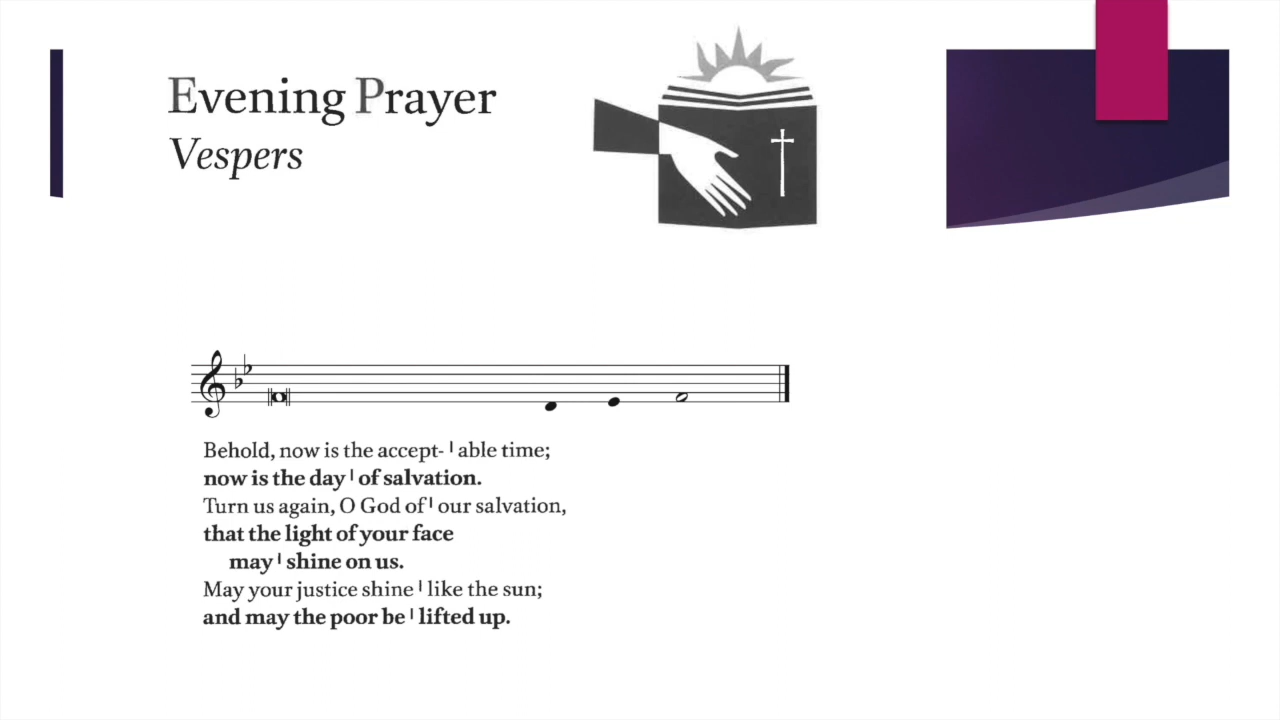 Evening Prayer
Vespers
Behold, now is the accept- ˈ able time;
now is the day ˈ of salvation.
Turn us again, O God of ˈ our salvation,
that the light of your face
may ˈ shine on us.
May your justice shine ˈ like the sun;
and may the poor be ˈ lifted up.